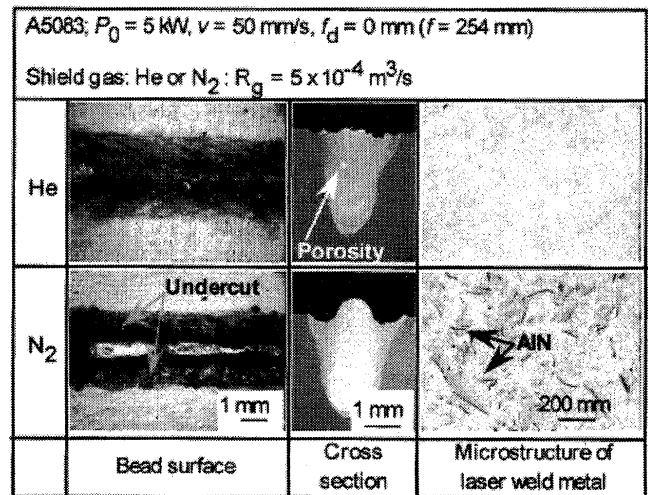 A5083; P₀ = 5 kW, v = 50 mm/s, f_d = 0 mm (f = 254 mm)
Shield gas: He or N₂ : R_g = 5 x 10⁻⁴ m³/s
He
Porosity
N₂
Undercut
1 mm
1 mm
AlN
200 mm
Bead surface
Cross
section
Microstructure of
laser weld metal